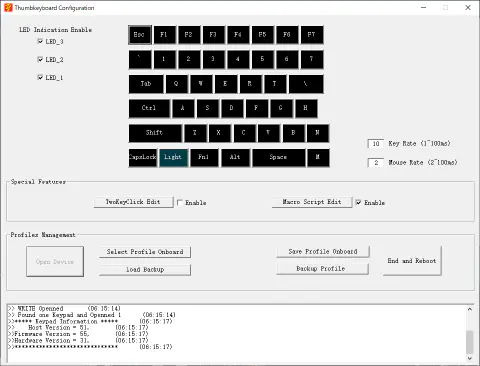 Thumbkeyboard Configuration
LED Indication Enable
LED_3
LED_2
LED_1
Esc F1 F2 F3 F4 F5 F6 F7
` 1 2 3 4 5 6 7
Tab Q W E R T \
Ctrl A S D F G H
Shift Z X C V B N
CapsLock Light Fn1 Alt Space M
10 Key Rate (1~100ms)
2 Mouse Rate (2~100ms)
Special Features
TwoKeyClick Edit Enable Macro Script Edit Enable
Profiles Management
Open Device Select Profile Onboard Save Profile Onboard End and Reboot
Load Backup Backup Profile
>> WRITE Openned (06:15:14)
>> Found one Keypad and Openned 1 (06:15:14)
>>***** Keypad Information ***** (06:15:17)
>> Host Version = 51, (06:15:17)
>>Firmware Version = 55, (06:15:17)
>>Hardware Version = 31, (06:15:17)
>>***************************** (06:15:17)